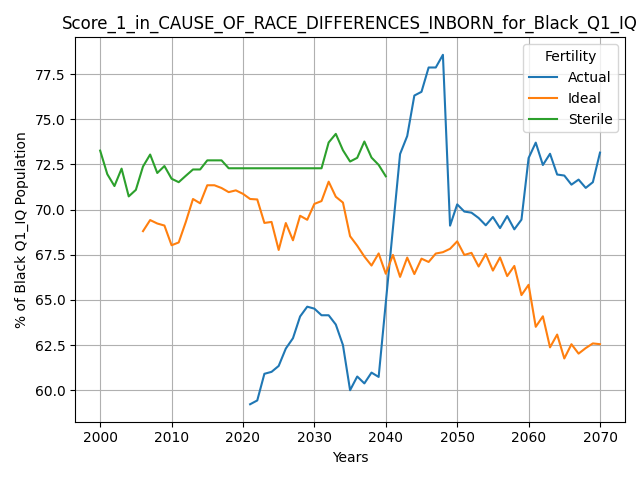 Score_1_in_CAUSE_OF_RACE_DIFFERENCES_INBORN_for_Black_Q1_IQ
Fertility
Actual
Ideal
Sterile
% of Black Q1_IQ Population
77.5
75.0
72.5
70.0
67.5
65.0
62.5
60.0
2000 2010 2020 2030 2040 2050 2060 2070
Years